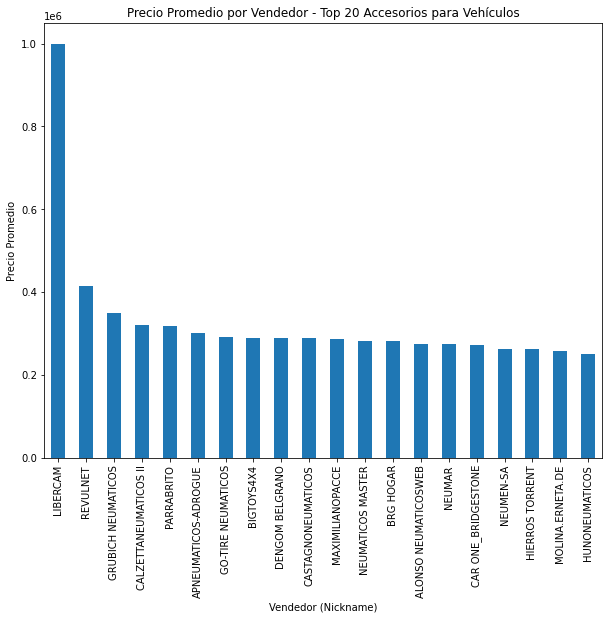 Precio Promedio por Vendedor - Top 20 Accesorios para Vehículos
1e6
1.0
0.8
0.6
0.4
0.2
0.0
Precio Promedio
LIBERCAM
REVULNET
GRUBICH NEUMATICOS
CALZETTANEUMATICOS II
PARRABRITO
APNEUMATICOS-ADROGUE
GO-TIRE NEUMATICOS
BIGTOYS4X4
DENGOM BELGRANO
CASTAGNONEUMATICOS
MAXIMILIANOPACCE
NEUMATICOS MASTER
BRG HOGAR
ALONSO NEUMATICOSWEB
NEUMAR
CAR ONE_BRIDGESTONE
NEUMEN-SA
HIERROS TORRENT
MOLINA.ERNETA.DE
HUNONEUMATICOS
Vendedor (Nickname)